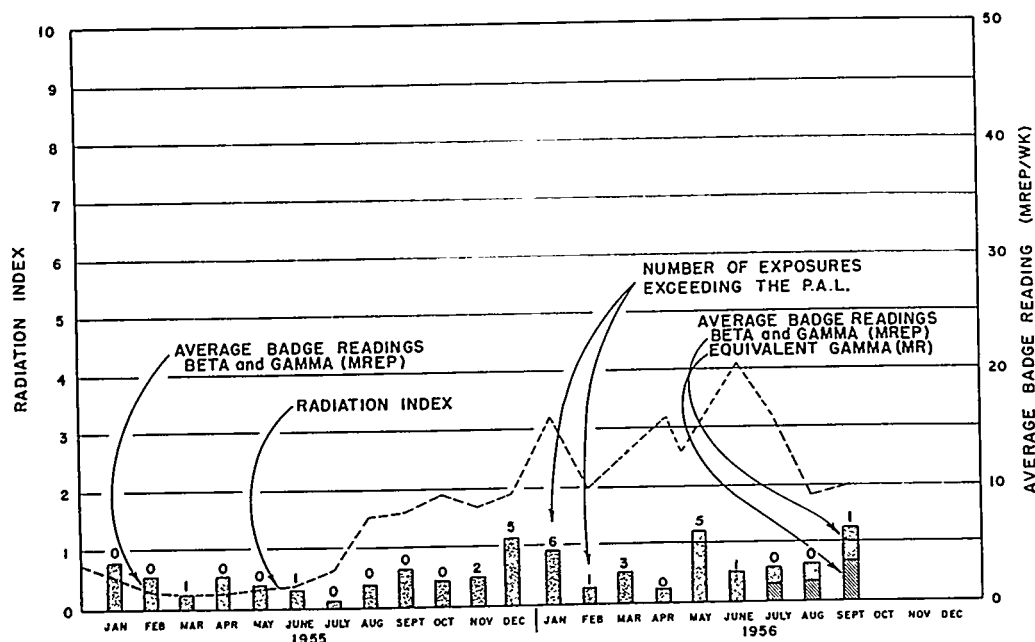 10
9
8
7
6
5
4
3
2
1
0
RADIATION INDEX
50
40
30
20
10
0
AVERAGE BADGE READING (MREP/WK)
NUMBER OF EXPOSURES
EXCEEDING THE P.A.L.
AVERAGE BADGE READINGS
BETA and GAMMA (MREP)
EQUIVALENT GAMMA (MR)
AVERAGE BADGE READINGS
BETA and GAMMA (MREP)
RADIATION INDEX
0 0 1 0 0 1 0 0 0 0 2 5 6 1 3 0 5 1 0 0 1
JAN FEB MAR APR MAY JUNE JULY AUG SEPT OCT NOV DEC JAN FEB MAR APR MAY JUNE JULY AUG SEPT OCT NOV DEC
1955 1956